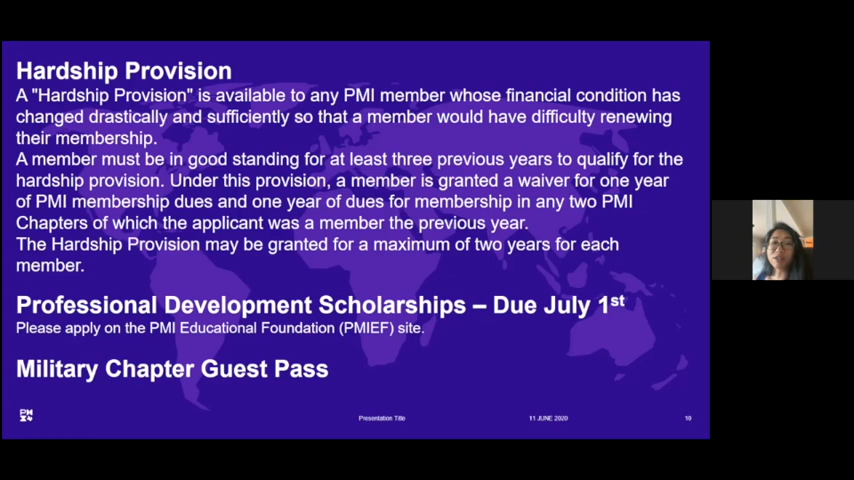 Hardship Provision
A "Hardship Provision" is available to any PMI member whose financial condition has
changed drastically and sufficiently so that a member would have difficulty renewing
their membership.
A member must be in good standing for at least three previous years to qualify for the
hardship provision. Under this provision, a member is granted a waiver for one year
of PMI membership dues and one year of dues for membership in any two PMI
Chapters of which the applicant was a member the previous year.
The Hardship Provision may be granted for a maximum of two years for each
member.
Professional Development Scholarships – Due July 1st
Please apply on the PMI Educational Foundation (PMIEF) site.
Military Chapter Guest Pass
Presentation Title
11 JUNE 2020
10